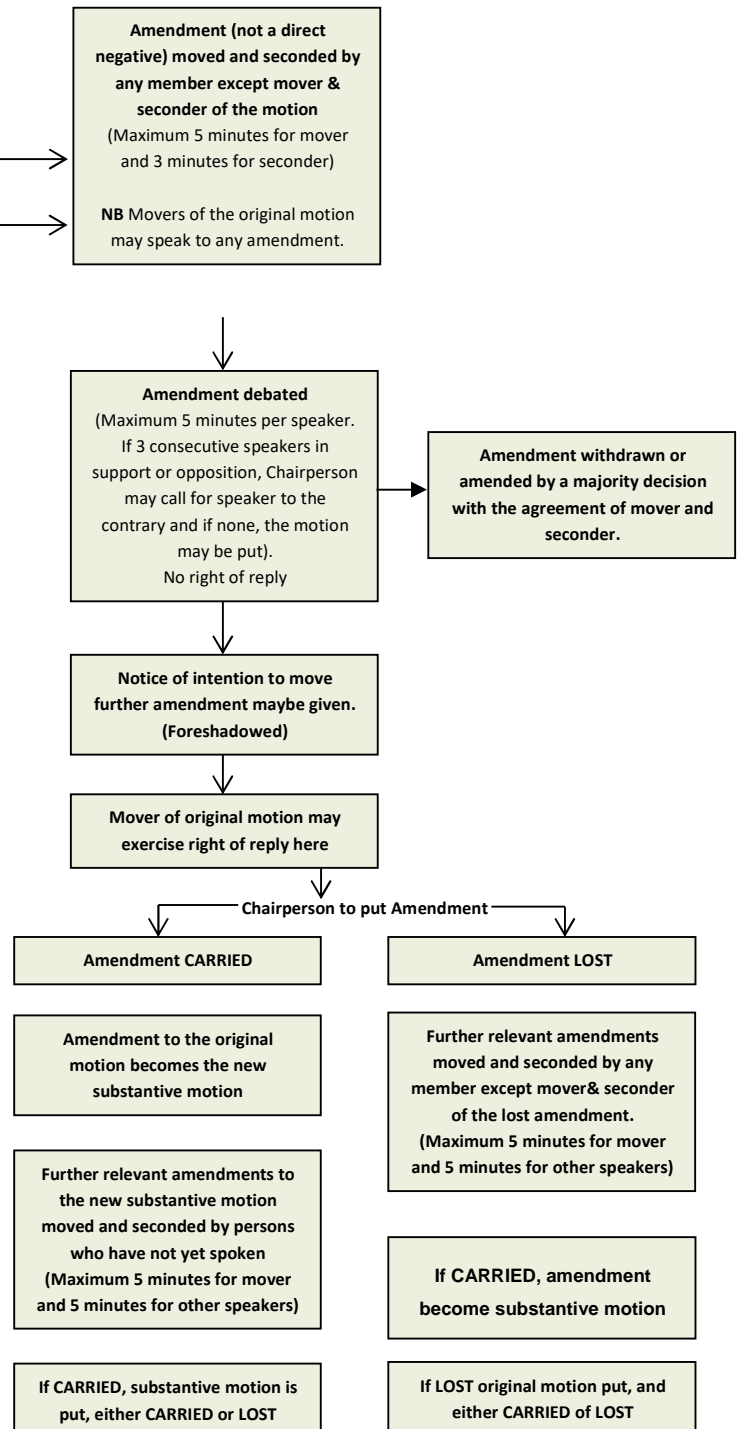 Amendment (not a direct
negative) moved and seconded by
any member except mover &
seconder of the motion
(Maximum 5 minutes for mover
and 3 minutes for seconder)
NB Movers of the original motion
may speak to any amendment.
Amendment debated
(Maximum 5 minutes per speaker.
If 3 consecutive speakers in
support or opposition, Chairperson
may call for speaker to the
contrary and if none, the motion
may be put).
No right of reply
Amendment withdrawn or
amended by a majority decision
with the agreement of mover and
seconder.
Notice of intention to move
further amendment maybe given.
(Foreshadowed)
Mover of original motion may
exercise right of reply here
Chairperson to put Amendment
Amendment CARRIED
Amendment to the original
motion becomes the new
substantive motion
Further relevant amendments to
the new substantive motion
moved and seconded by persons
who have not yet spoken
(Maximum 5 minutes for mover
and 5 minutes for other speakers)
If CARRIED, substantive motion is
put, either CARRIED or LOST
Amendment LOST
Further relevant amendments
moved and seconded by any
member except mover& seconder
of the lost amendment.
(Maximum 5 minutes for mover
and 5 minutes for other speakers)
If CARRIED, amendment
become substantive motion
If LOST original motion put, and
either CARRIED of LOST